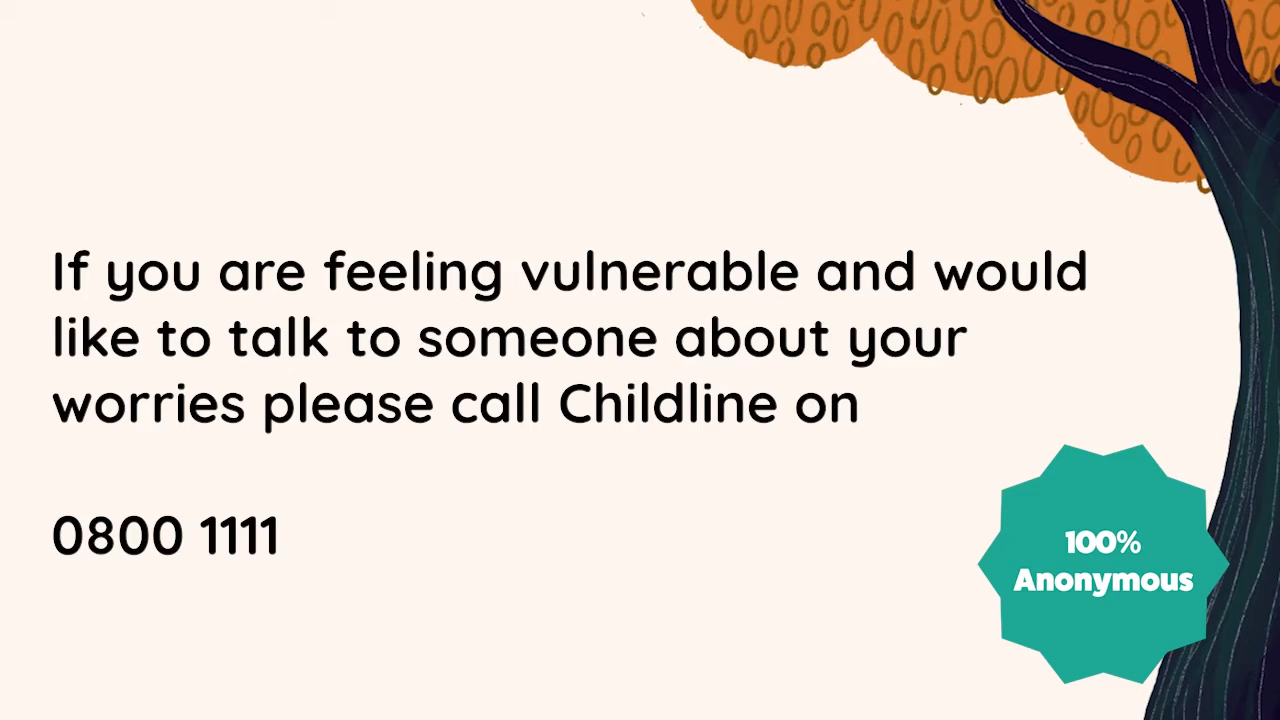 If you are feeling vulnerable and would
like to talk to someone about your
worries please call Childline on
0800 1111
100%
Anonymous